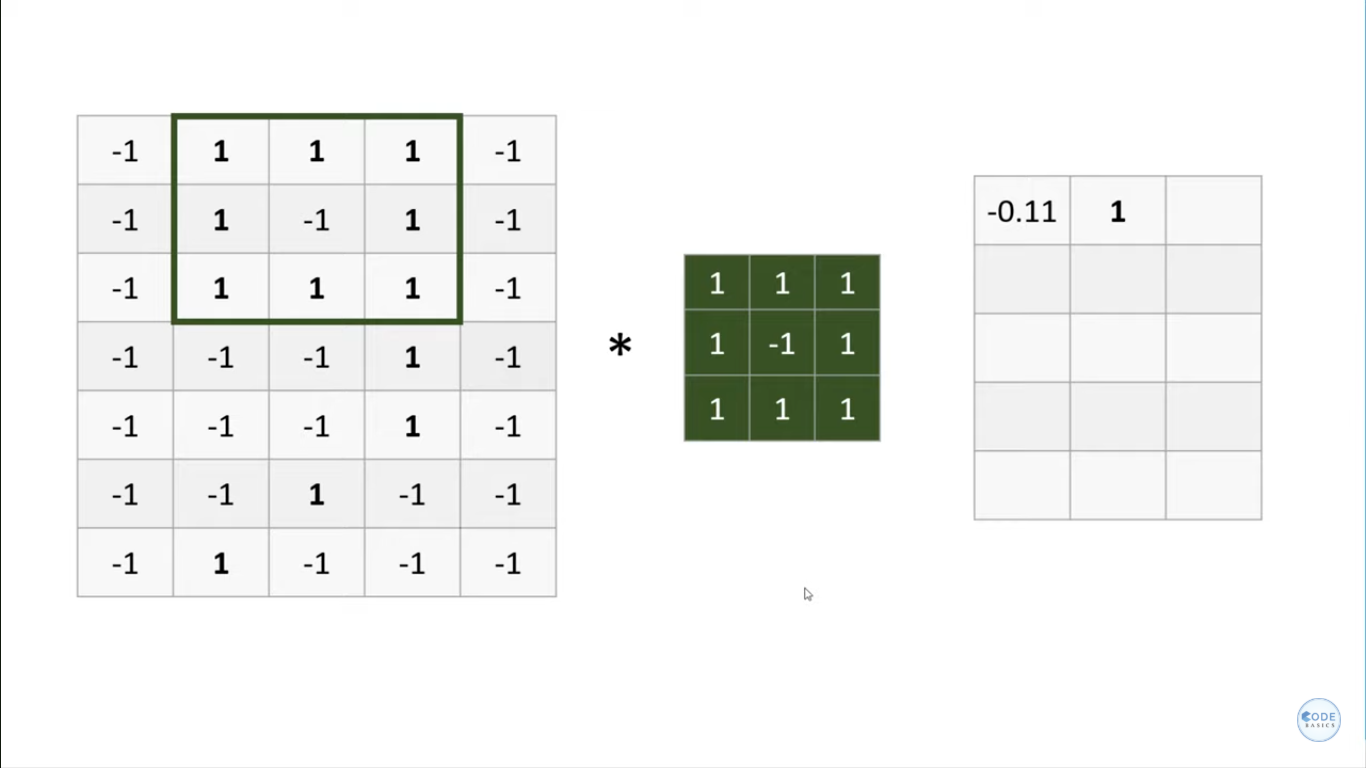 -1 1 1 1 -1
-1 1 -1 1 -1
-1 1 1 1 -1
-1 -1 -1 1 -1
-1 -1 -1 1 -1
-1 -1 1 -1 -1
-1 1 -1 -1 -1
*
1 1 1
1 -1 1
1 1 1
-0.11 1
CODE
BASICS